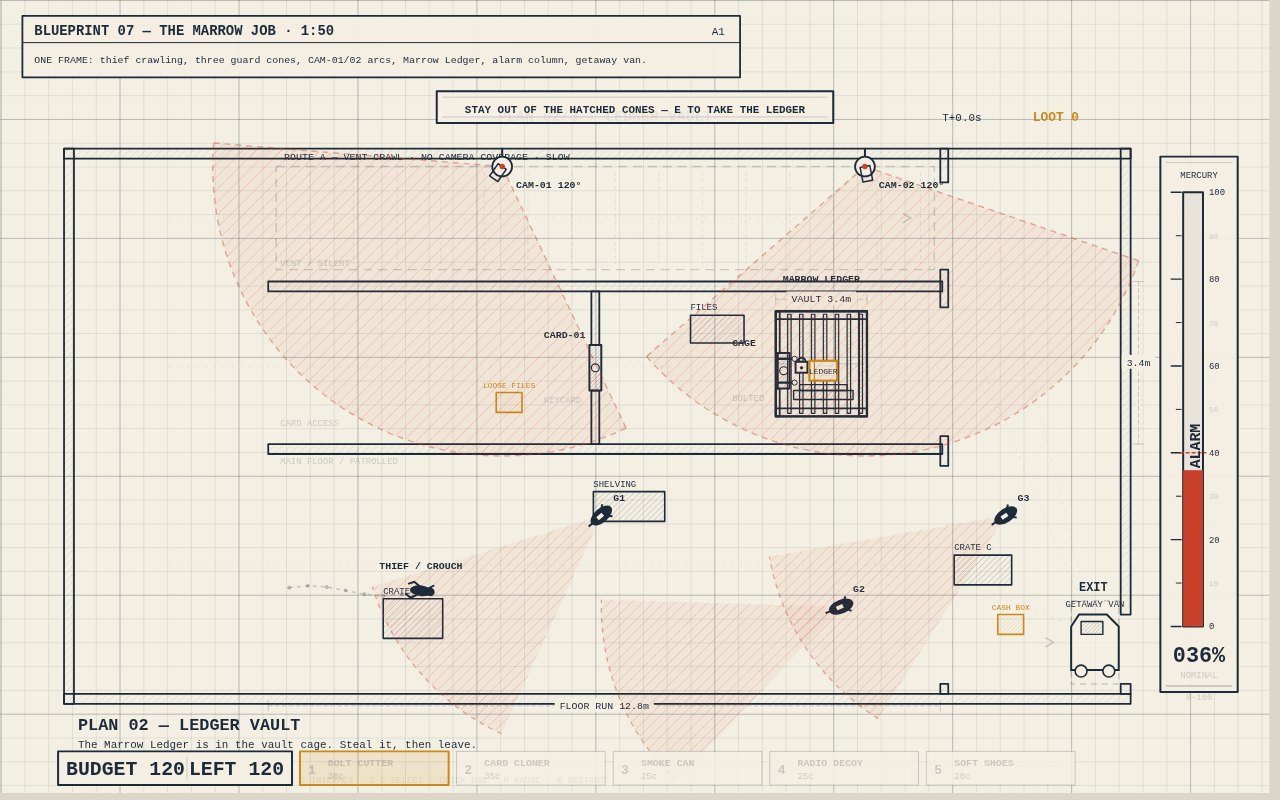 BLUEPRINT 07 — THE MARROW JOB · 1:50
A1
ONE FRAME: thief crawling, three guard cones, CAM-01/02 arcs, Marrow Ledger, alarm column, getaway van.
STAY OUT OF THE HATCHED CONES — E TO TAKE THE LEDGER
T+0.0s
LOOT 0
ROUTE A — VENT CRAWL · NO CAMERA COVERAGE · SLOW
CAM-01 120°
CAM-02 120°
MERCURY
100
90
80
70
60
50
40
30
20
10
0
ALARM
036%
NOMINAL
0—100
VENT / SILENT
MARROW LEDGER
VAULT 3.4m
FILES
CARD-01
CAGE
3.4m
LEDGER
LOOSE FILES
KEYCARD
BOLTED
CARD ACCESS
MAIN FLOOR / PATROLLED
SHELVING
G1
G3
CRATE C
THIEF / CROUCH
CRATE
G2
EXIT
GETAWAY VAN
CASH BOX
FLOOR RUN 12.8m
PLAN 02 — LEDGER VAULT
The Marrow Ledger is in the vault cage. Steal it, then leave.
BUDGET 120
LEFT 120
1 BOLT CUTTER
30c
2 CARD CLONER
35c
3 SMOKE CAN
25c
4 RADIO DECOY
22c
5 SOFT SHOES
20c